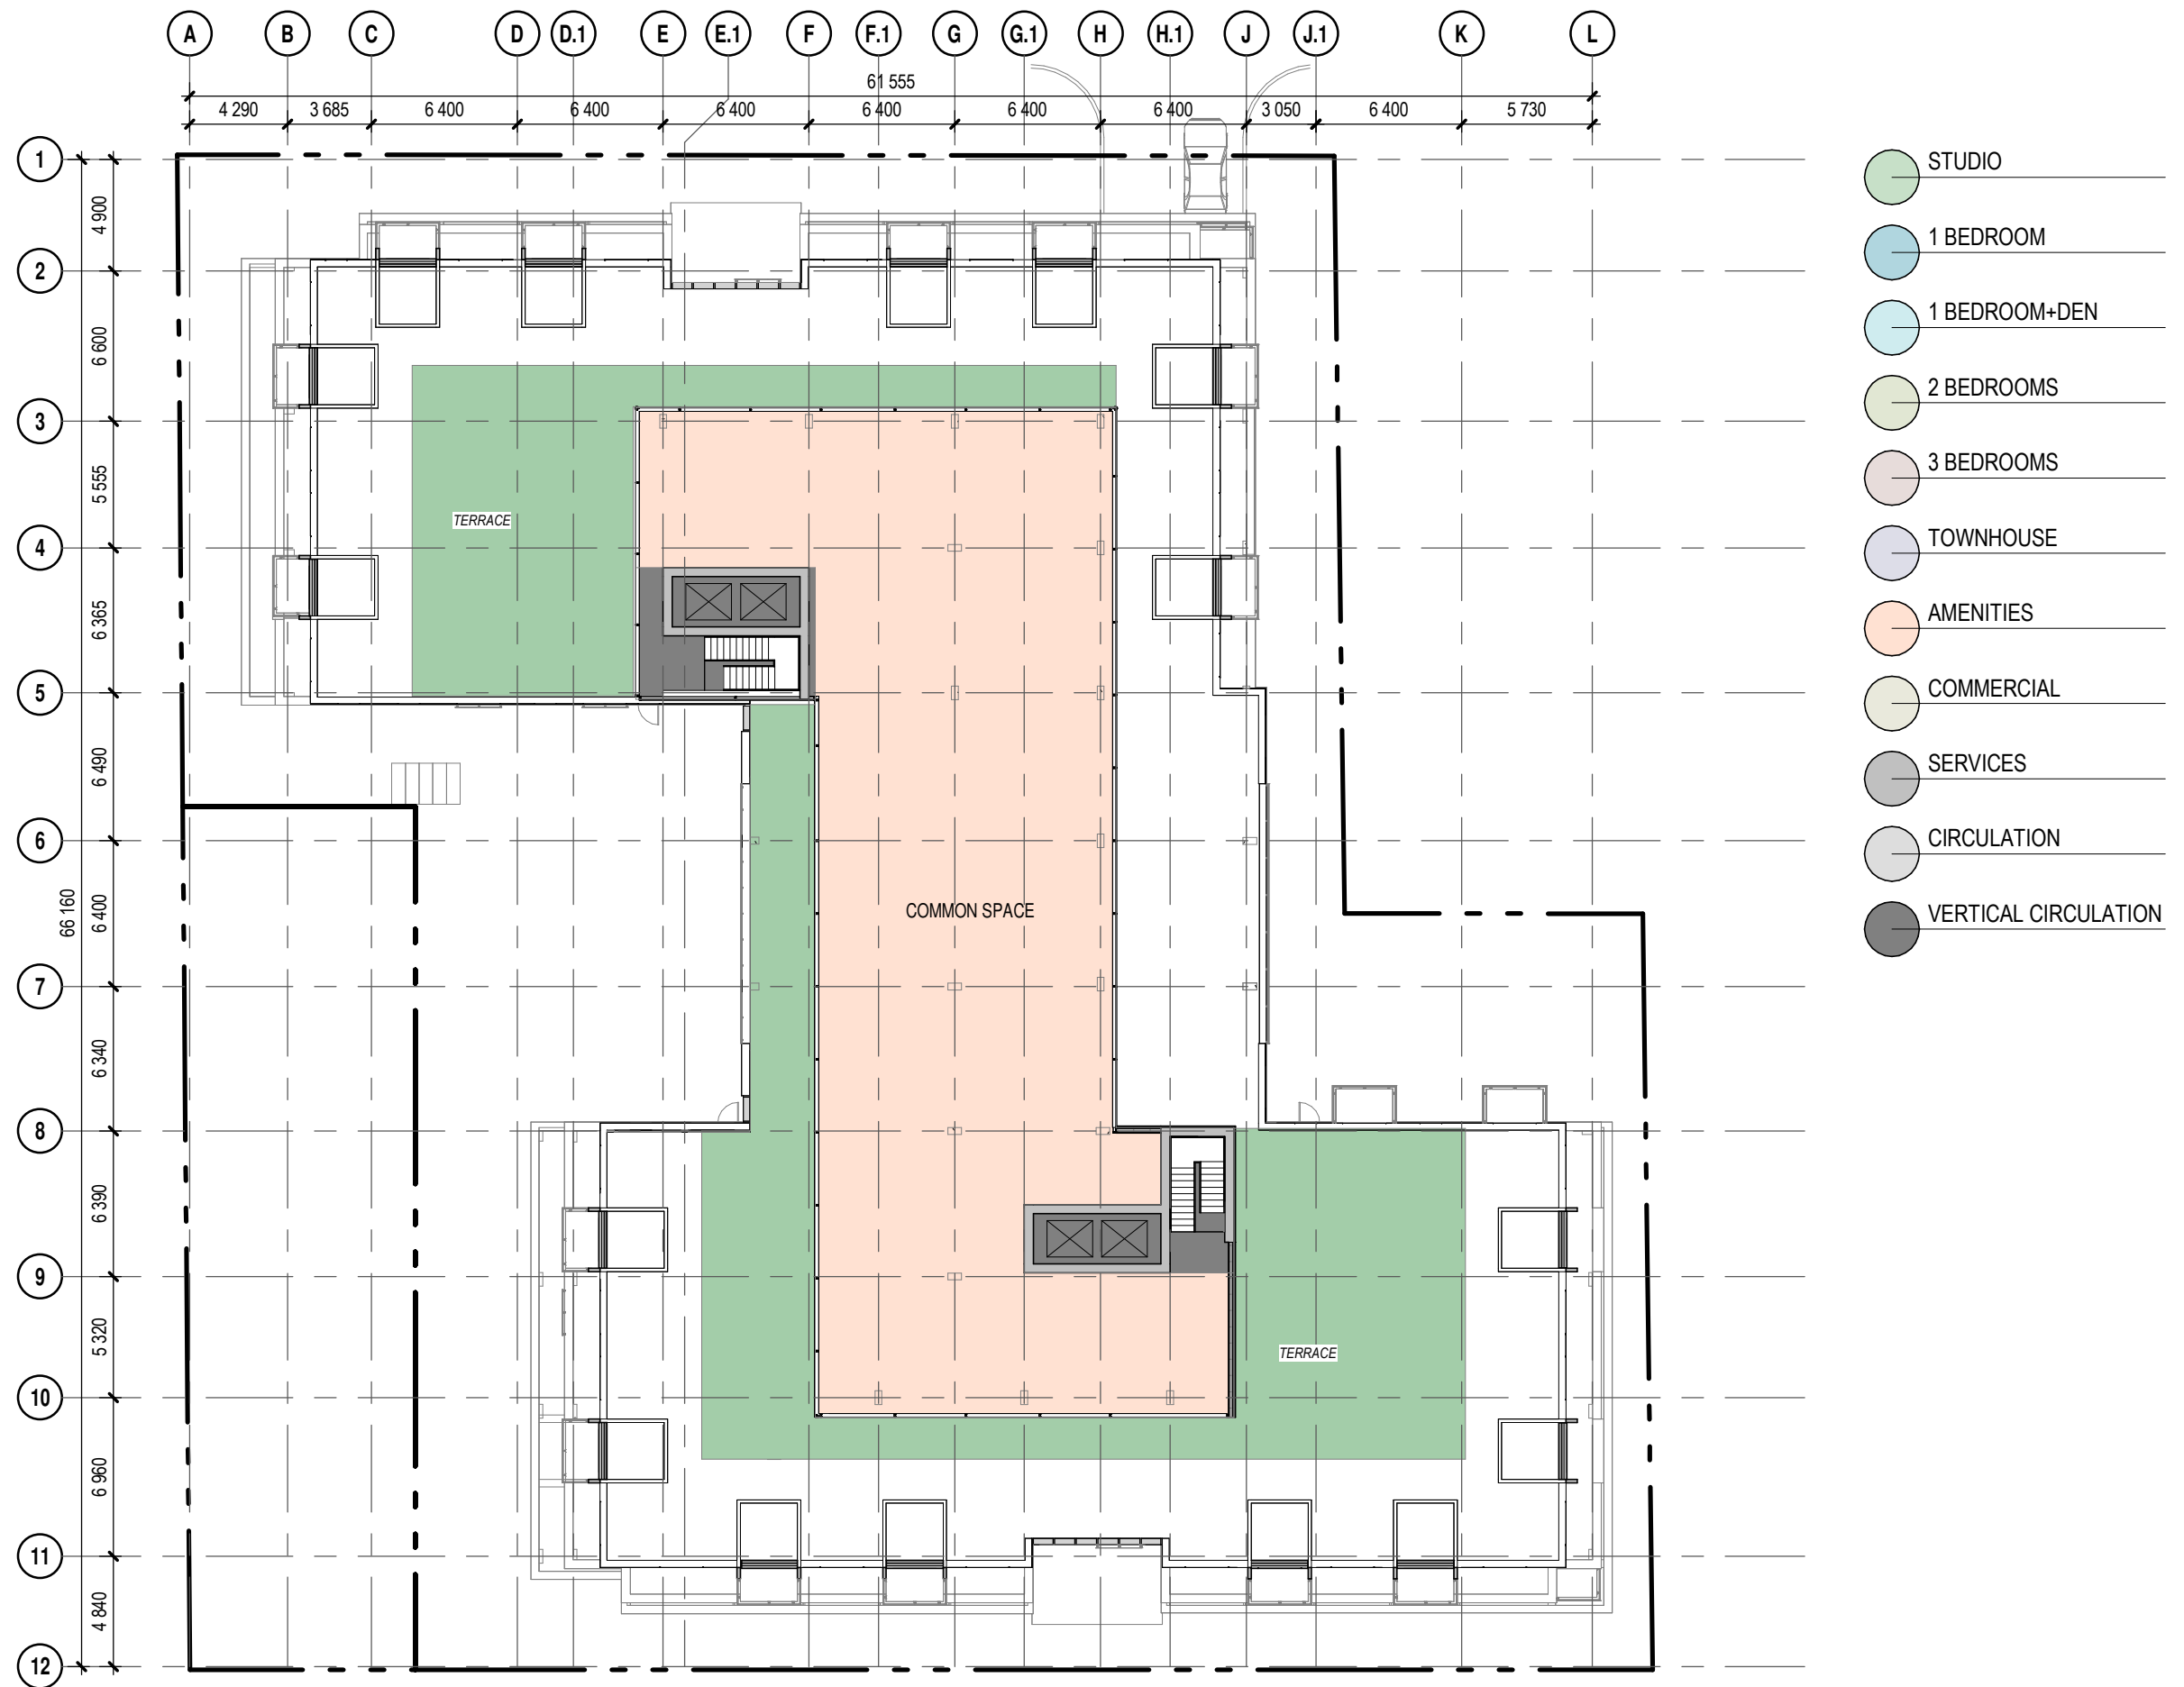 A B C D D.1 E E.1 F F.1 G G.1 H H.1 J J.1 K L
61 555
4 290 3 685 6 400 6 400 6 400 6 400 6 400 6 400 3 050 6 400 5 730
1
2
3
4
5
6
7
8
9
10
11
12
4 900
6 600
5 555
6 365
6 490
6 400
6 340
6 390
5 320
6 960
4 840
66 160
TERRACE
COMMON SPACE
TERRACE
STUDIO
1 BEDROOM
1 BEDROOM+DEN
2 BEDROOMS
3 BEDROOMS
TOWNHOUSE
AMENITIES
COMMERCIAL
SERVICES
CIRCULATION
VERTICAL CIRCULATION